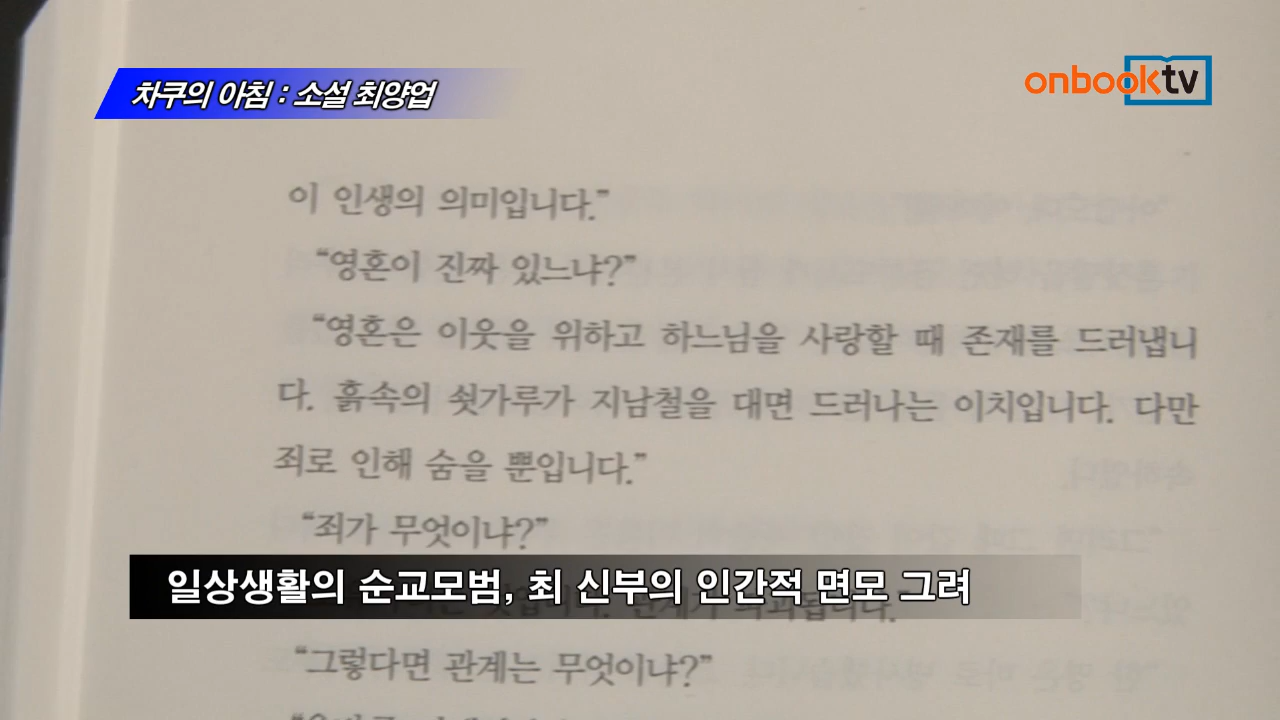 차쿠의 아침 : 소설 최양업
onbooktv
이 인생의 의미입니다.”
“영혼이 진짜 있느냐?”
“영혼은 이웃을 위하고 하느님을 사랑할 때 존재를 드러냅니
다. 흙속의 쇳가루가 지남철을 대면 드러나는 이치입니다. 다만
죄로 인해 숨을 뿐입니다.”
“죄가 무엇이냐?”
일상생활의 순교모범, 최 신부의 인간적 면모 그려
“그렇다면 관계는 무엇이냐?”